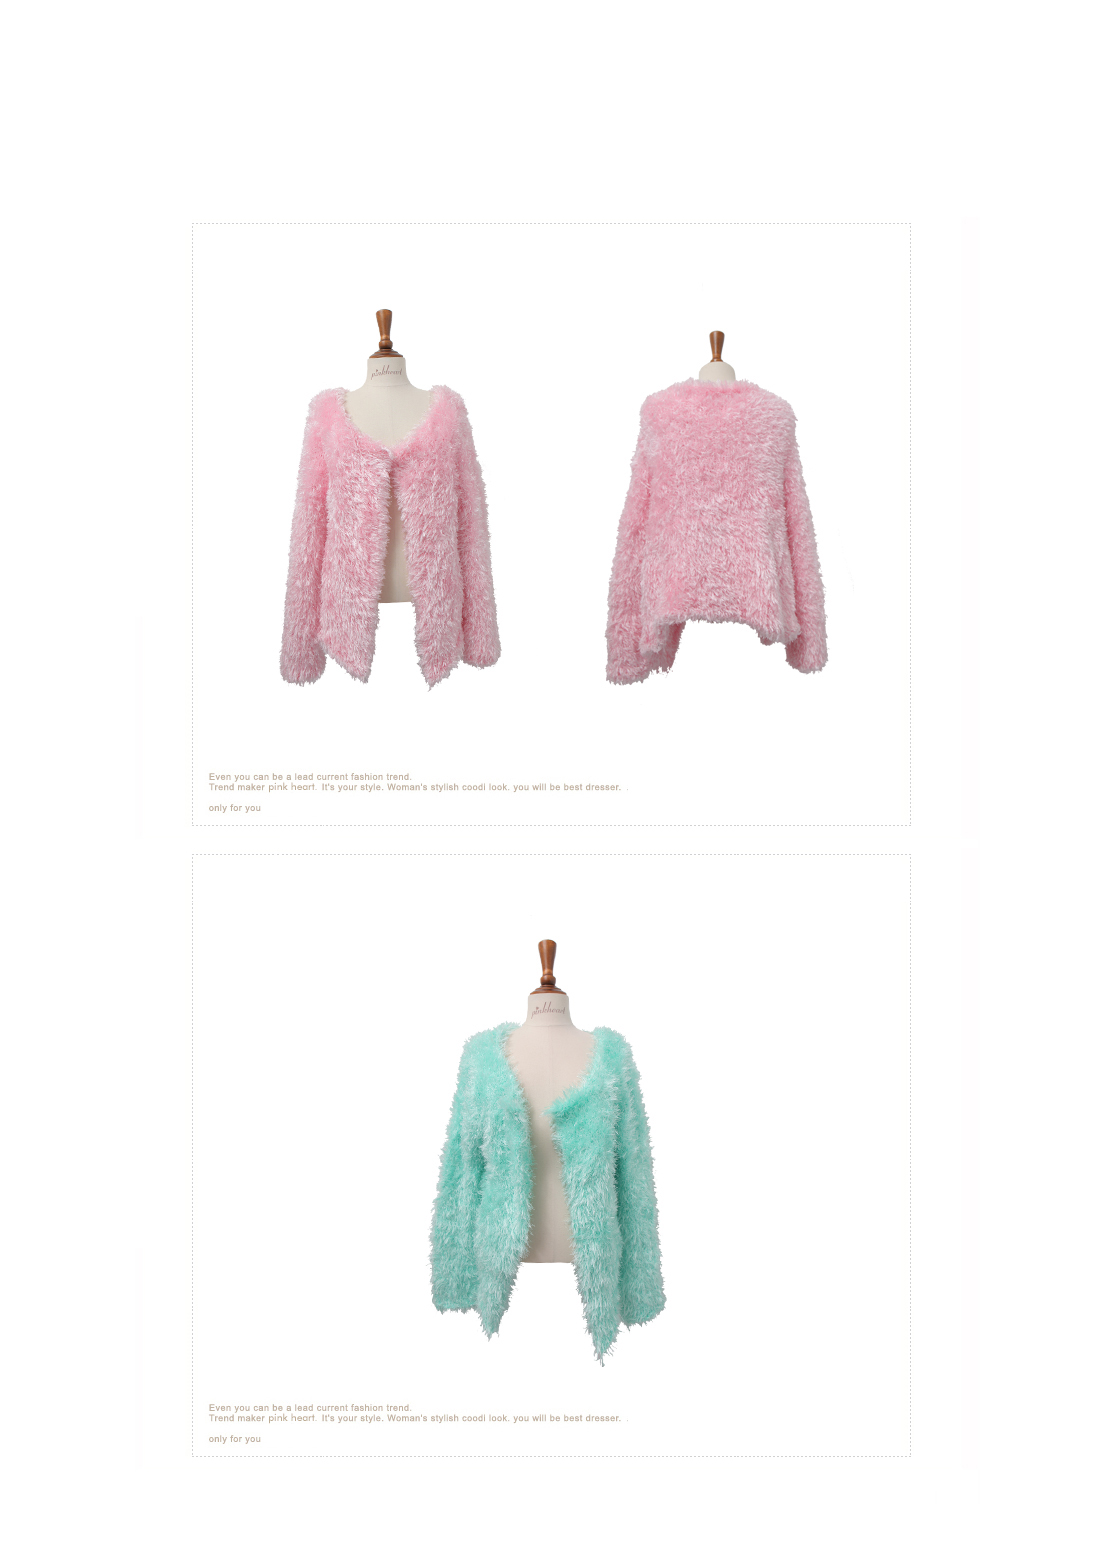 pinkheart
Even you can be a lead current fashion trend.
Trend maker pink heart. It's your style. Woman's stylish coodi look. you will be best dresser. .
only for you
pinkheart
Even you can be a lead current fashion trend.
Trend maker pink heart. It's your style. Woman's stylish coodi look. you will be best dresser. .
only for you